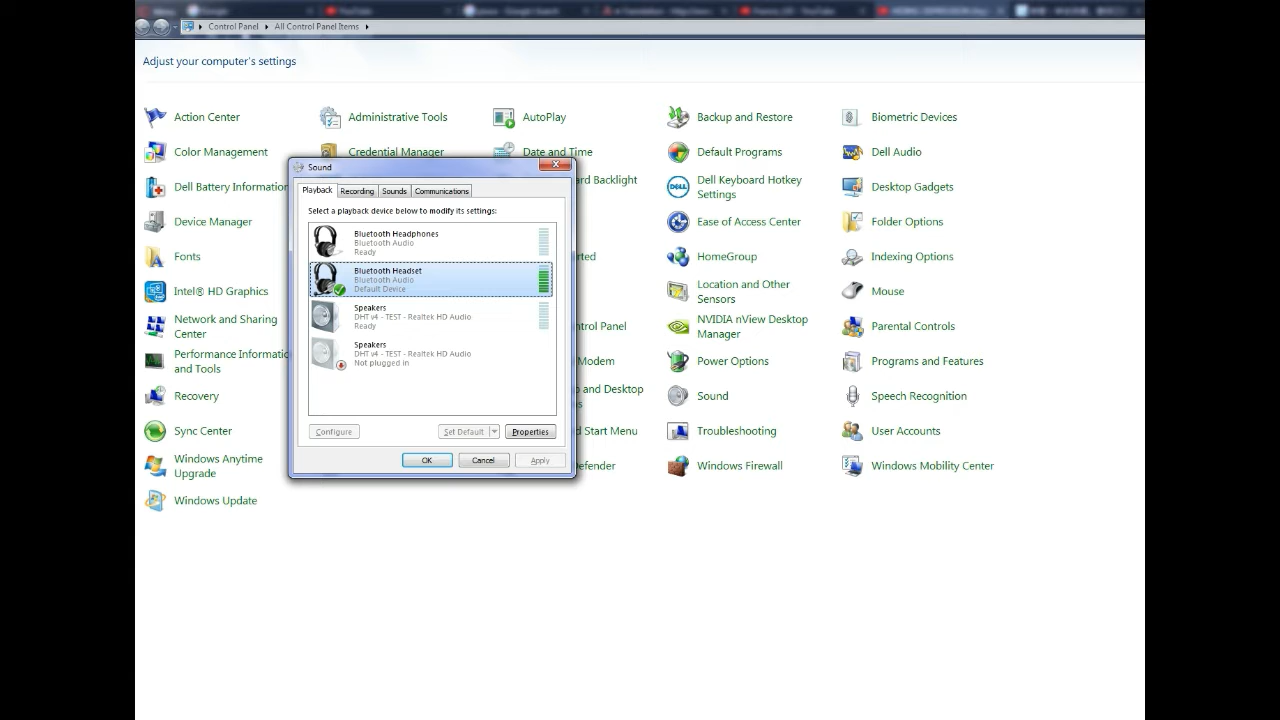 Control Panel ▸ All Control Panel Items ▸
Adjust your computer's settings
Action Center
Administrative Tools
AutoPlay
Backup and Restore
Biometric Devices
Color Management
Credential Manager
Date and Time
Default Programs
Dell Audio
Dell Battery Information
rd Backlight
Dell Keyboard Hotkey
Settings
Desktop Gadgets
Device Manager
Ease of Access Center
Folder Options
Fonts
HomeGroup
Indexing Options
Intel® HD Graphics
Location and Other
Sensors
Mouse
Network and Sharing
Center
ntrol Panel
NVIDIA nView Desktop
Manager
Parental Controls
Performance Informatio
and Tools
Modem
Power Options
Programs and Features
Recovery
and Desktop
Sound
Speech Recognition
Sync Center
d Start Menu
Troubleshooting
User Accounts
Windows Anytime
Upgrade
Defender
Windows Firewall
Windows Mobility Center
Windows Update
Sound
Playback Recording Sounds Communications
Select a playback device below to modify its settings:
Bluetooth Headphones
Bluetooth Audio
Ready
Bluetooth Headset
Bluetooth Audio
Default Device
Speakers
DHT v4 - TEST - Realtek HD Audio
Ready
Speakers
DHT v4 - TEST - Realtek HD Audio
Not plugged in
Configure Set Default Properties
OK Cancel Apply